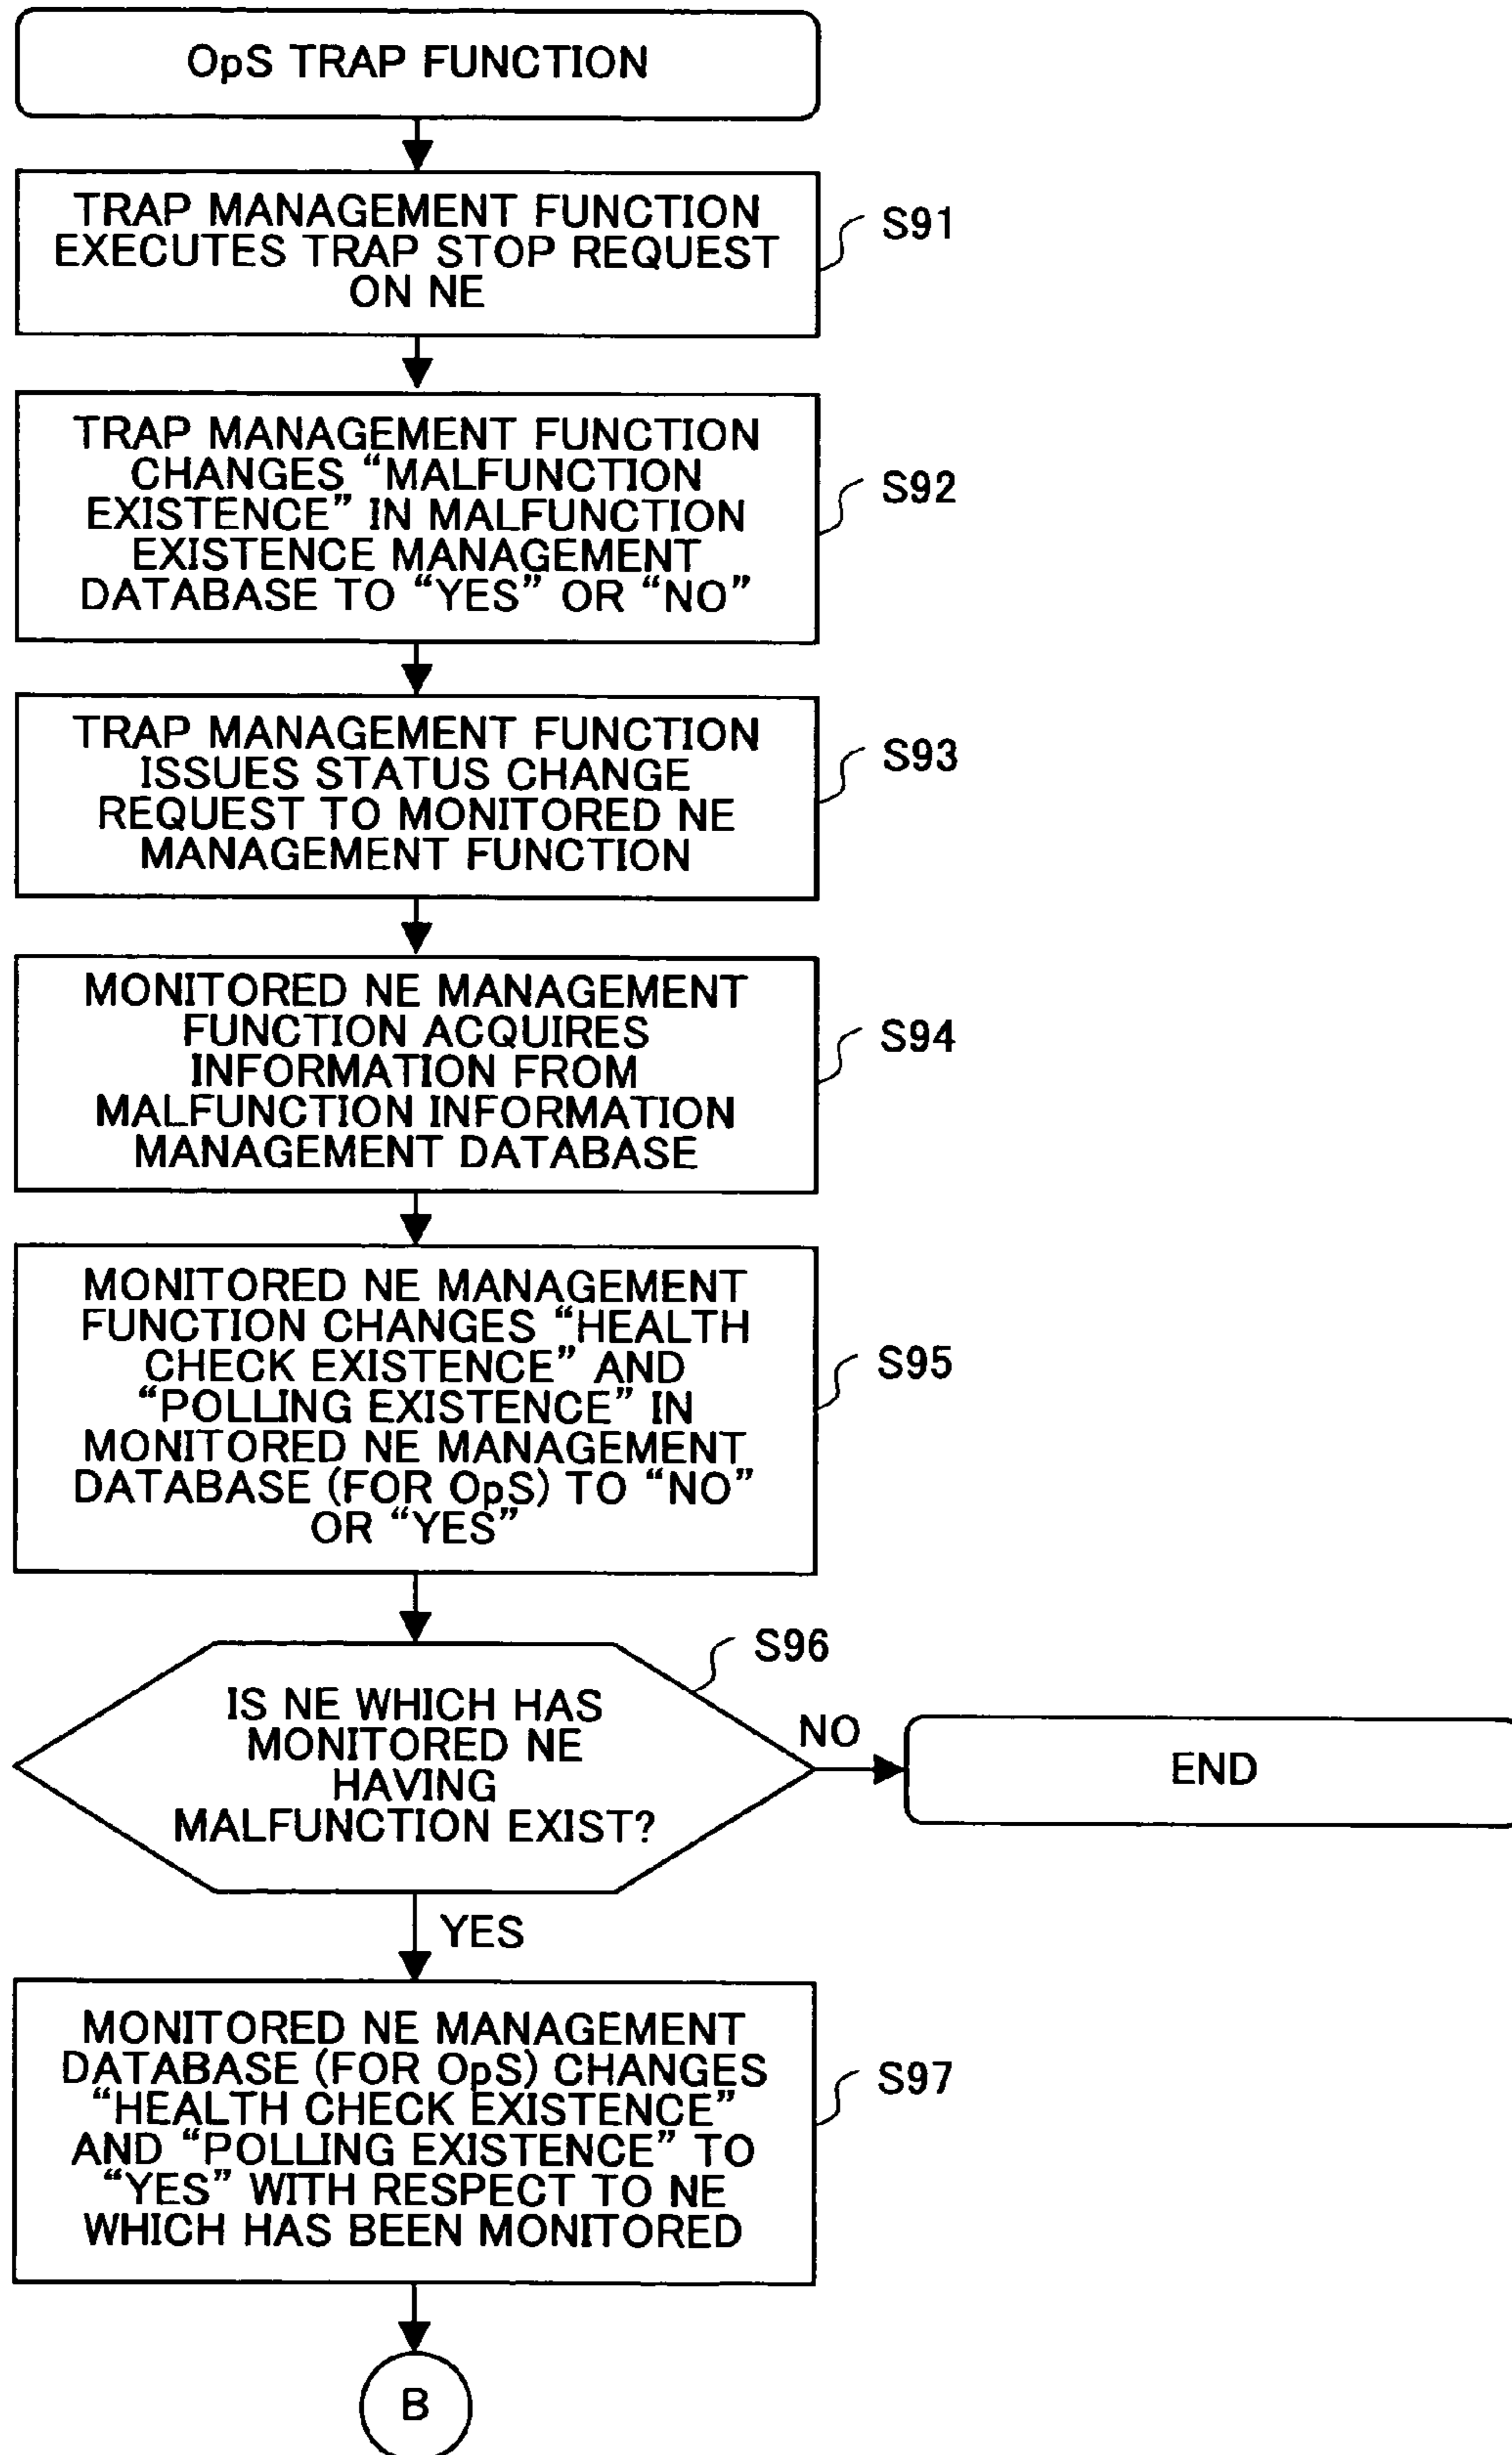 OpS TRAP FUNCTION
TRAP MANAGEMENT FUNCTION
EXECUTES TRAP STOP REQUEST
ON NE
S91
TRAP MANAGEMENT FUNCTION
CHANGES “MALFUNCTION
EXISTENCE” IN MALFUNCTION
EXISTENCE MANAGEMENT
DATABASE TO “YES” OR “NO”
S92
TRAP MANAGEMENT FUNCTION
ISSUES STATUS CHANGE
REQUEST TO MONITORED NE
MANAGEMENT FUNCTION
S93
MONITORED NE MANAGEMENT
FUNCTION ACQUIRES
INFORMATION FROM
MALFUNCTION INFORMATION
MANAGEMENT DATABASE
S94
MONITORED NE MANAGEMENT
FUNCTION CHANGES “HEALTH
CHECK EXISTENCE” AND
“POLLING EXISTENCE” IN
MONITORED NE MANAGEMENT
DATABASE (FOR OpS) TO “NO”
OR “YES”
S95
S96
IS NE WHICH HAS
MONITORED NE
HAVING
MALFUNCTION EXIST?
NO
END
YES
MONITORED NE MANAGEMENT
DATABASE (FOR OpS) CHANGES
“HEALTH CHECK EXISTENCE”
AND “POLLING EXISTENCE” TO
“YES” WITH RESPECT TO NE
WHICH HAS BEEN MONITORED
S97
B